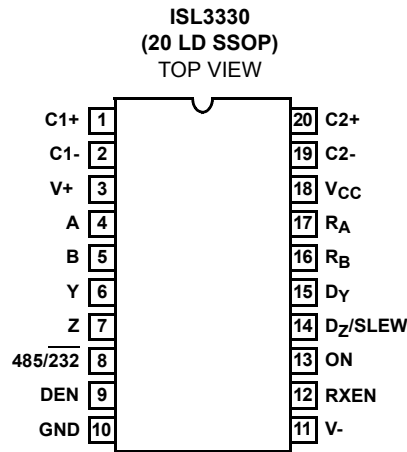 ISL3330
(20 LD SSOP)
TOP VIEW
C1+ 1 20 C2+
C1- 2 19 C2-
V+ 3 18 VCC
A 4 17 RA
B 5 16 RB
Y 6 15 DY
Z 7 14 DZ/SLEW
485/232 8 13 ON
DEN 9 12 RXEN
GND 10 11 V-